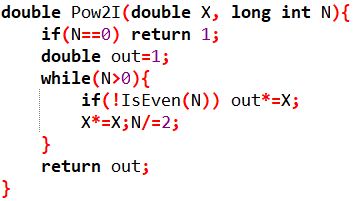 double Pow2I(double X, long int N){
    if(N==0) return 1;
    double out=1;
    while(N>0){
        if(!IsEven(N)) out*=X;
        X*=X;N/=2;
    }
    return out;
}